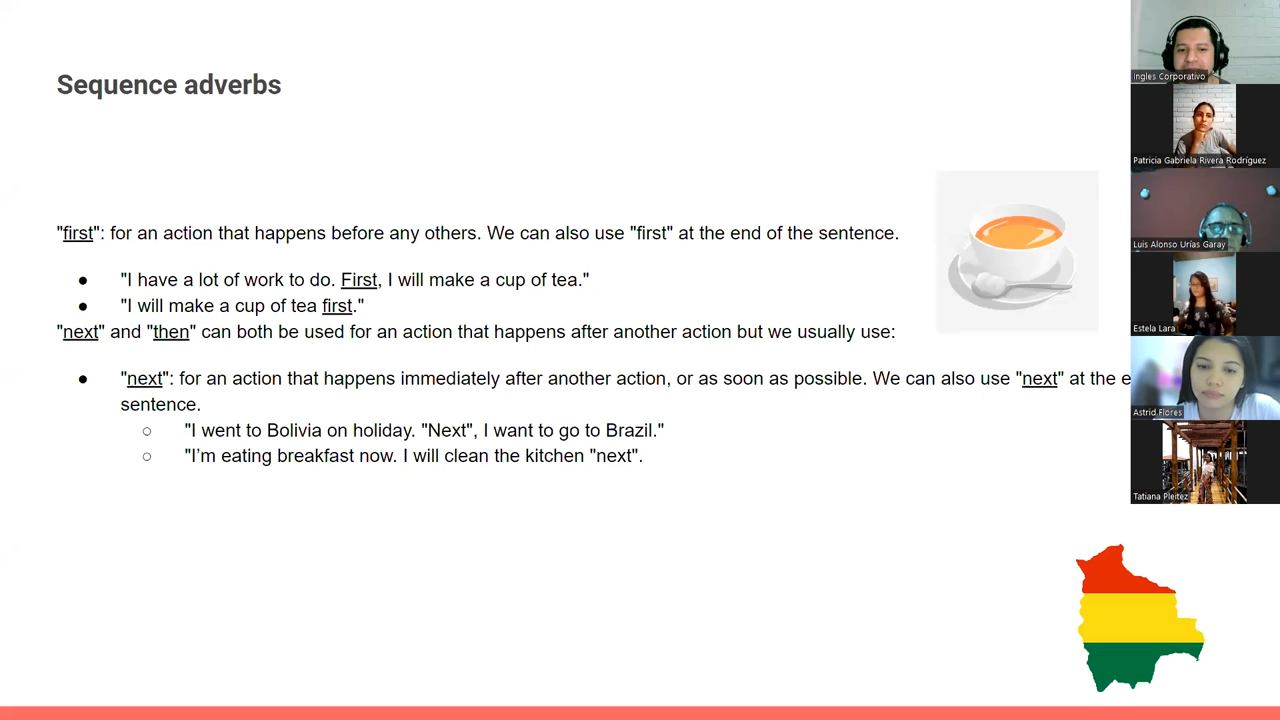 Sequence adverbs
"first": for an action that happens before any others. We can also use "first" at the end of the sentence.
● "I have a lot of work to do. First, I will make a cup of tea."
● "I will make a cup of tea first."
"next" and "then" can both be used for an action that happens after another action but we usually use:
● "next": for an action that happens immediately after another action, or as soon as possible. We can also use "next" at the e
sentence.
○ "I went to Bolivia on holiday. "Next", I want to go to Brazil."
○ "I’m eating breakfast now. I will clean the kitchen "next".
Ingles Corporativo
Patricia Gabriela Rivera Rodríguez
Luis Alonso Urías Garay
Estela Lara
Astrid Flores
Tatiana Pleitez